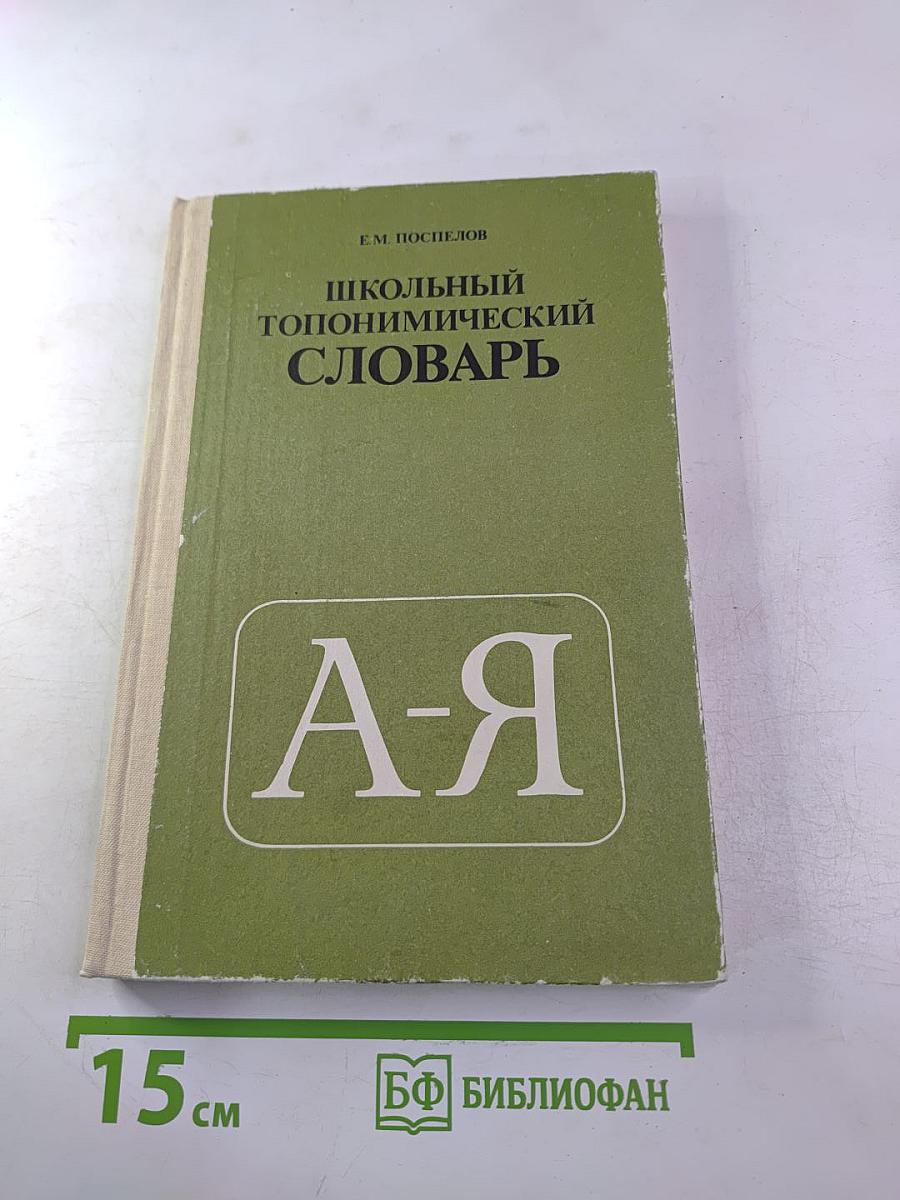 Е.М. ПОСПЕЛОВ
ШКОЛЬНЫЙ
ТОПОНИМИЧЕСКИЙ
СЛОВАРЬ
А-Я
15 см
БФ БИБЛИОФАН